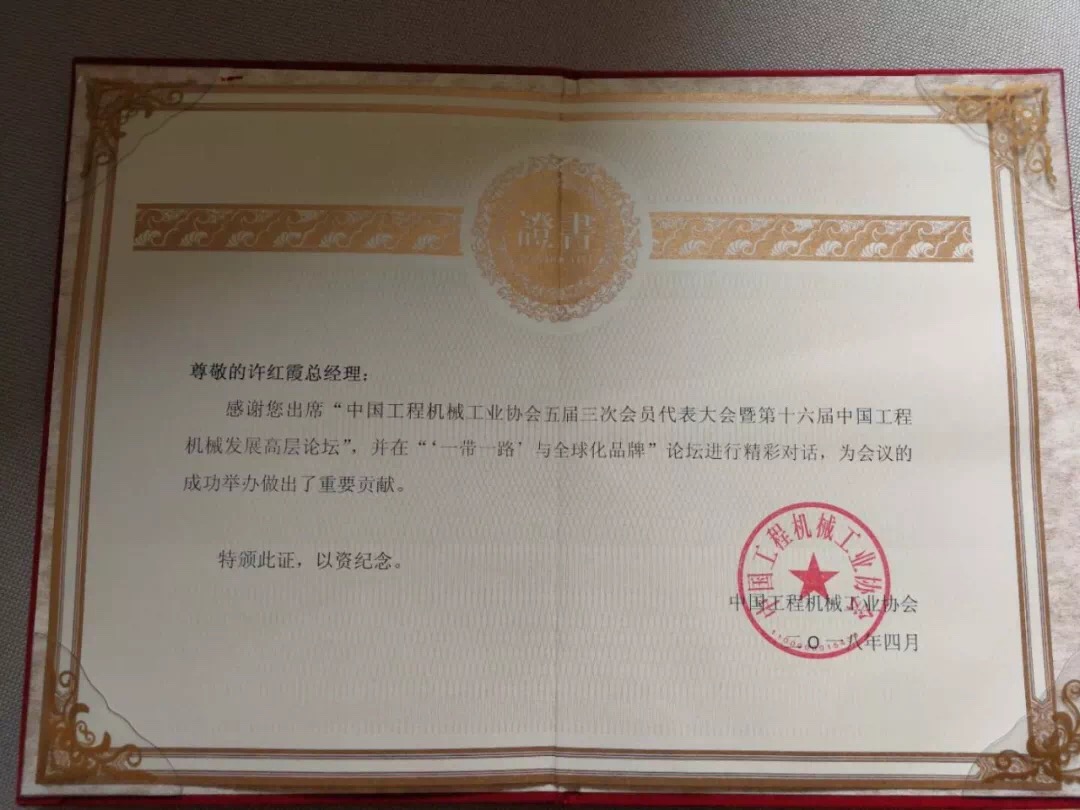 證書
尊敬的许红霞总经理：
感谢您出席“中国工程机械工业协会五届三次会员代表大会暨第十六届中国工程
机械发展高层论坛”，并在“‘一带一路’与全球化品牌”论坛进行精彩对话，为会议的
成功举办做出了重要贡献。
特颁此证，以资纪念。
中国工程机械工业协会
中国工程机械工业协会
二〇一八年四月